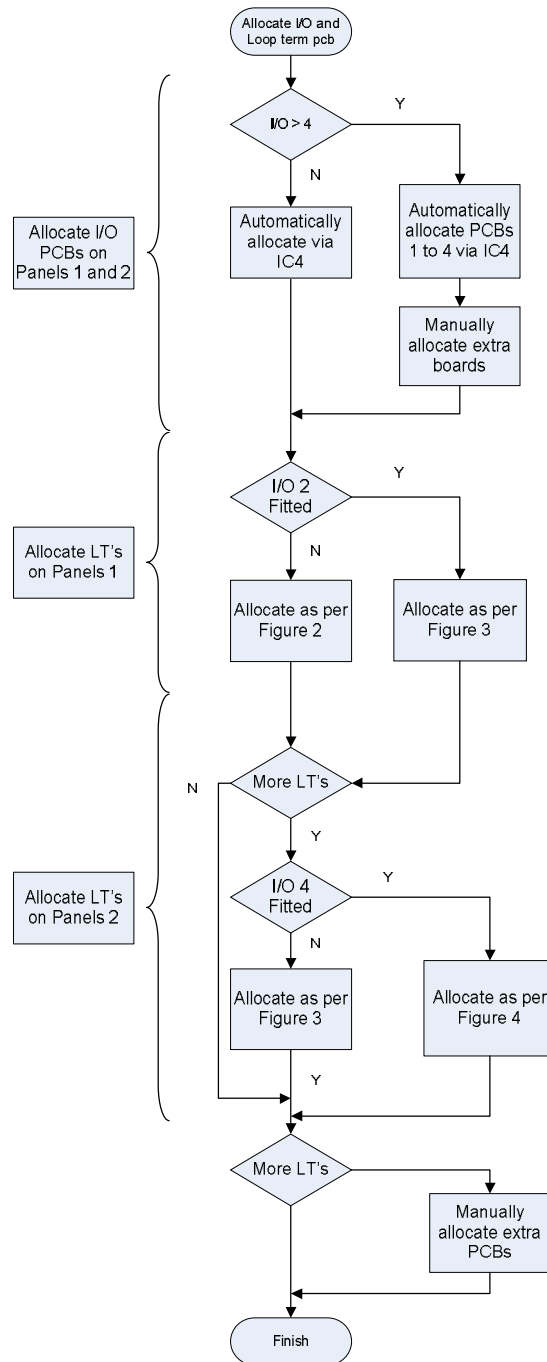 Allocate I/O and
Loop term pcb
I/O > 4
Y
N
Allocate I/O
PCBs on
Panels 1 and 2
Automatically
allocate via
IC4
Automatically
allocate PCBs
1 to 4 via IC4
Manually
allocate extra
boards
I/O 2
Fitted
Y
N
Allocate LT's
on Panels 1
Allocate as per
Figure 2
Allocate as per
Figure 3
More LT's
N
Y
I/O 4
Fitted
Y
N
Allocate LT's
on Panels 2
Allocate as per
Figure 3
Allocate as per
Figure 4
Y
More LT's
Manually
allocate extra
PCBs
Finish